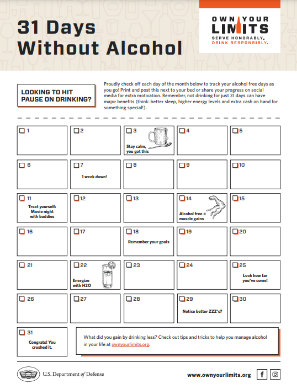 31 Days
Without Alcohol
OWN YOUR
LIMITS
SERVE HONORABLY.
DRINK RESPONSIBLY.
LOOKING TO HIT
PAUSE ON DRINKING?
Proudly check off each day of the month below to track your alcohol free days as
you go! Print and post this next to your bed or share your progress on social
media for extra motivation. Remember, not drinking for just 31 days can have
major benefits (think: better sleep, higher energy levels and extra cash on hand for
something special!).
1
2
3
Stay calm,
you got this
4
5
6
7
1 week down!
8
9
10
11
Treat yourself:
Movie night
with buddies
12
13
14
Alcohol free =
muscle gains
15
16
17
18
Remember your goals
19
20
21
22
Energize
with H2O
23
24
25
Look how far
you've come!
26
27
28
29
Notice better ZZZ's?
30
31
Congrats! You
crushed it.
What did you gain by drinking less? Check out tips and tricks to help you manage alcohol
in your life at ownyourlimits.org.
U.S. Department of Defense
www.ownyourlimits.org